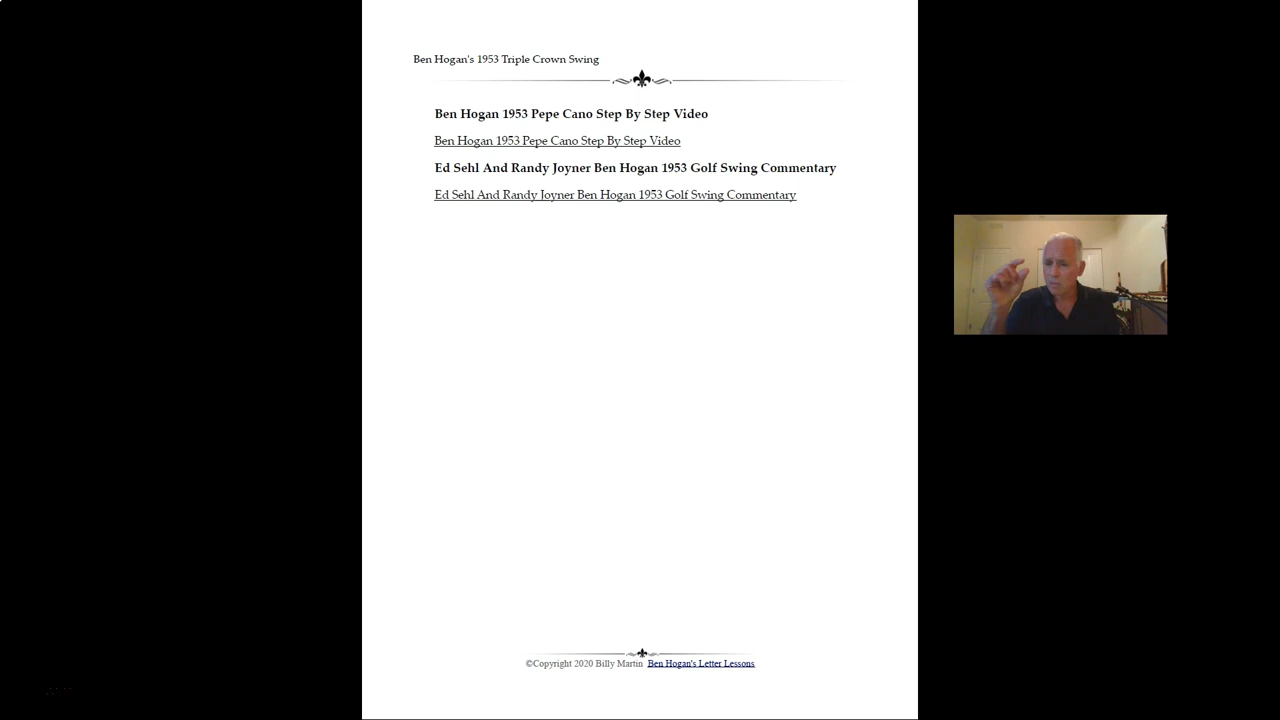 Ben Hogan's 1953 Triple Crown Swing
Ben Hogan 1953 Pepe Cano Step By Step Video
Ben Hogan 1953 Pepe Cano Step By Step Video
Ed Sehl And Randy Joyner Ben Hogan 1953 Golf Swing Commentary
Ed Sehl And Randy Joyner Ben Hogan 1953 Golf Swing Commentary
©Copyright 2020 Billy Martin Ben Hogan's Letter Lessons